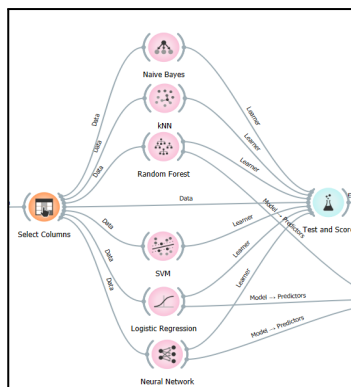 Naive Bayes
Data
Learner
kNN
Data
Learner
Random Forest
Data
Learner
Select Columns
Data
Test and Score
Model → Predictors
SVM
Data
Learner
Logistic Regression
Data
Learner
Model → Predictors
Neural Network
Data
Learner
Model → Predictors